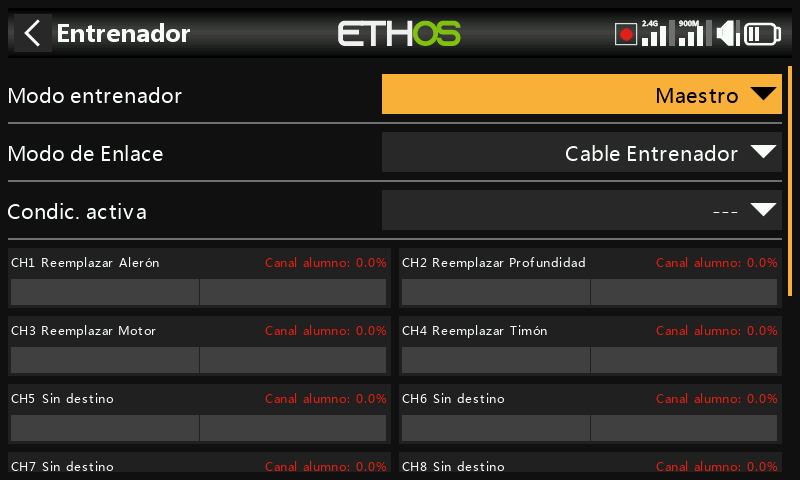 Entrenador
ETHOS
2.4G
900M
Modo entrenador
Maestro
Modo de Enlace
Cable Entrenador
Condic. activa
---
CH1 Reemplazar Alerón
Canal alumno: 0.0%
CH2 Reemplazar Profundidad
Canal alumno: 0.0%
CH3 Reemplazar Motor
Canal alumno: 0.0%
CH4 Reemplazar Timón
Canal alumno: 0.0%
CH5 Sin destino
Canal alumno: 0.0%
CH6 Sin destino
Canal alumno: 0.0%
CH7 Sin destino
Canal alumno: 0.0%
CH8 Sin destino
Canal alumno: 0.0%